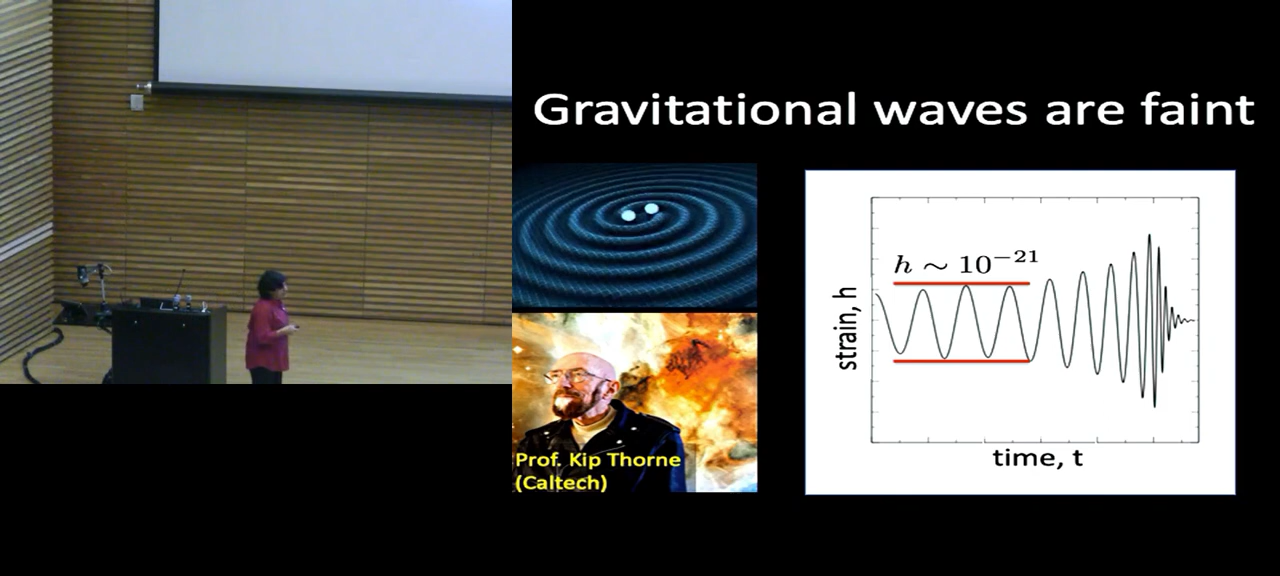 Gravitational waves are faint
h ∼ 10⁻²¹
strain, h
time, t
Prof. Kip Thorne
(Caltech)